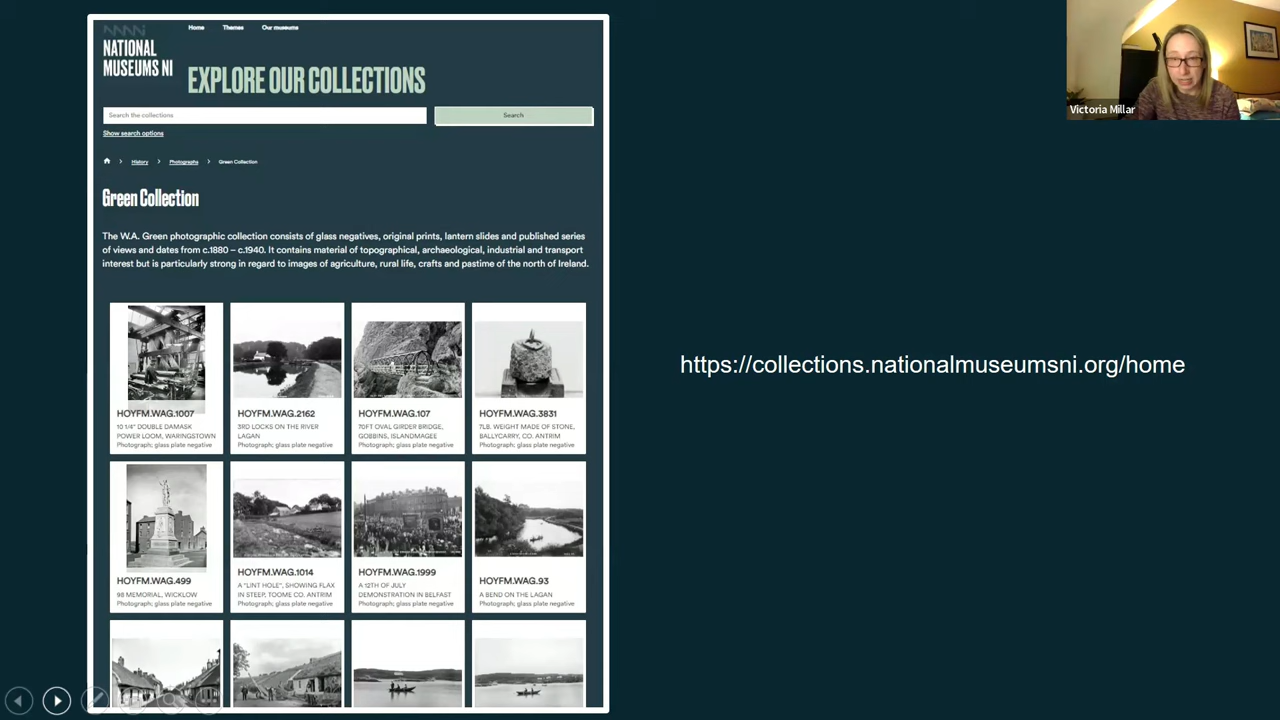 Home Themes Our museums
NATIONAL
MUSEUMS NI
EXPLORE OUR COLLECTIONS
Search the collections
Search
Show search options
History > Photographs > Green Collection
Green Collection
The W.A. Green photographic collection consists of glass negatives, original prints, lantern slides and published series
of views and dates from c.1880 – c.1940. It contains material of topographical, archaeological, industrial and transport
interest but is particularly strong in regard to images of agriculture, rural life, crafts and pastime of the north of Ireland.
HOYFM.WAG.1007
10 1/4" DOUBLE DAMASK
POWER LOOM, WARINGSTOWN
Photograph; glass plate negative
HOYFM.WAG.2162
3RD LOCKS ON THE RIVER
LAGAN
Photograph; glass plate negative
HOYFM.WAG.107
70FT OVAL GIRDER BRIDGE,
GOBBINS, ISLANDMAGEE
Photograph; glass plate negative
HOYFM.WAG.3831
7LB. WEIGHT MADE OF STONE,
BALLYCARRY, CO. ANTRIM
Photograph; glass plate negative
HOYFM.WAG.499
98 MEMORIAL, WICKLOW
Photograph; glass plate negative
HOYFM.WAG.1014
A "LINT HOLE", SHOWING FLAX
IN STEEP, TOOME CO. ANTRIM
Photograph; glass plate negative
HOYFM.WAG.1999
A 12TH OF JULY
DEMONSTRATION IN BELFAST
Photograph; glass plate negative
HOYFM.WAG.93
A BEND ON THE LAGAN
Photograph; glass plate negative
https://collections.nationalmuseumsni.org/home
Victoria Millar